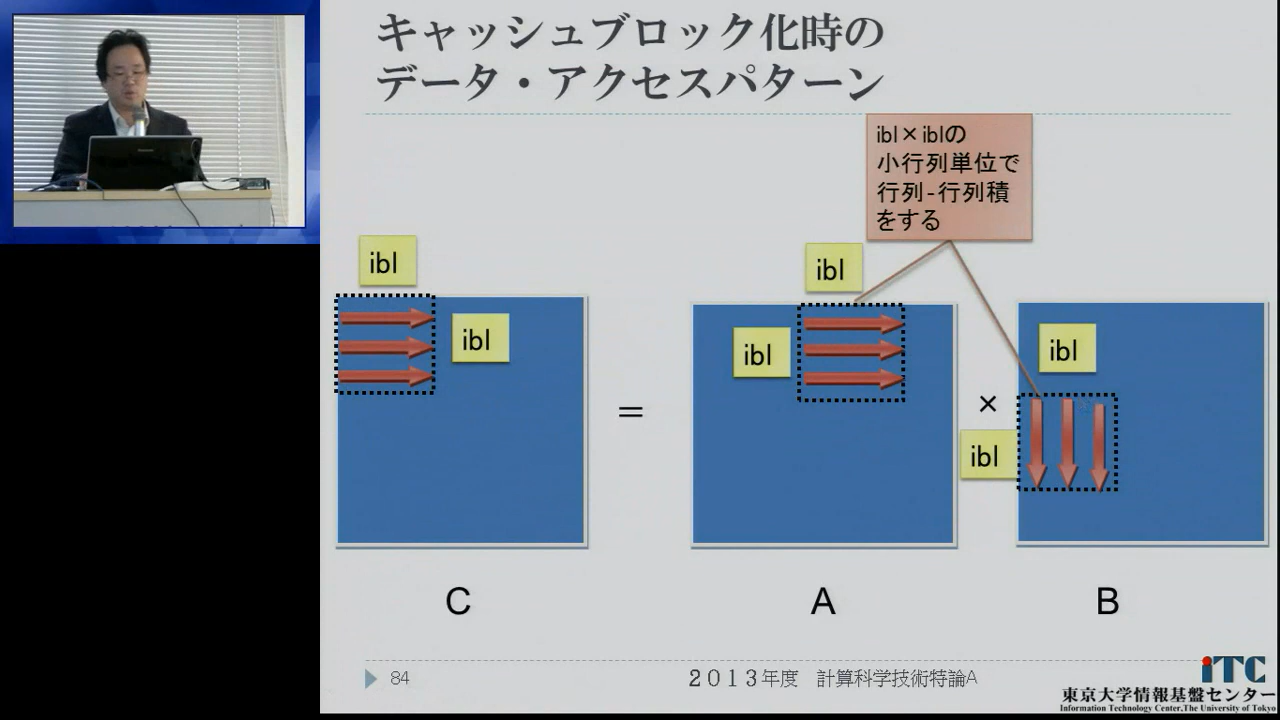 キャッシュブロック化時の
データ・アクセスパターン
ibl×iblの
小行列単位で
行列-行列積
をする
ibl
ibl
ibl
ibl
ibl
ibl
＝
×
C
A
B
84
２０１３年度　計算科学技術特論A
iTC
東京大学情報基盤センター
Information Technology Center,The University of Tokyo